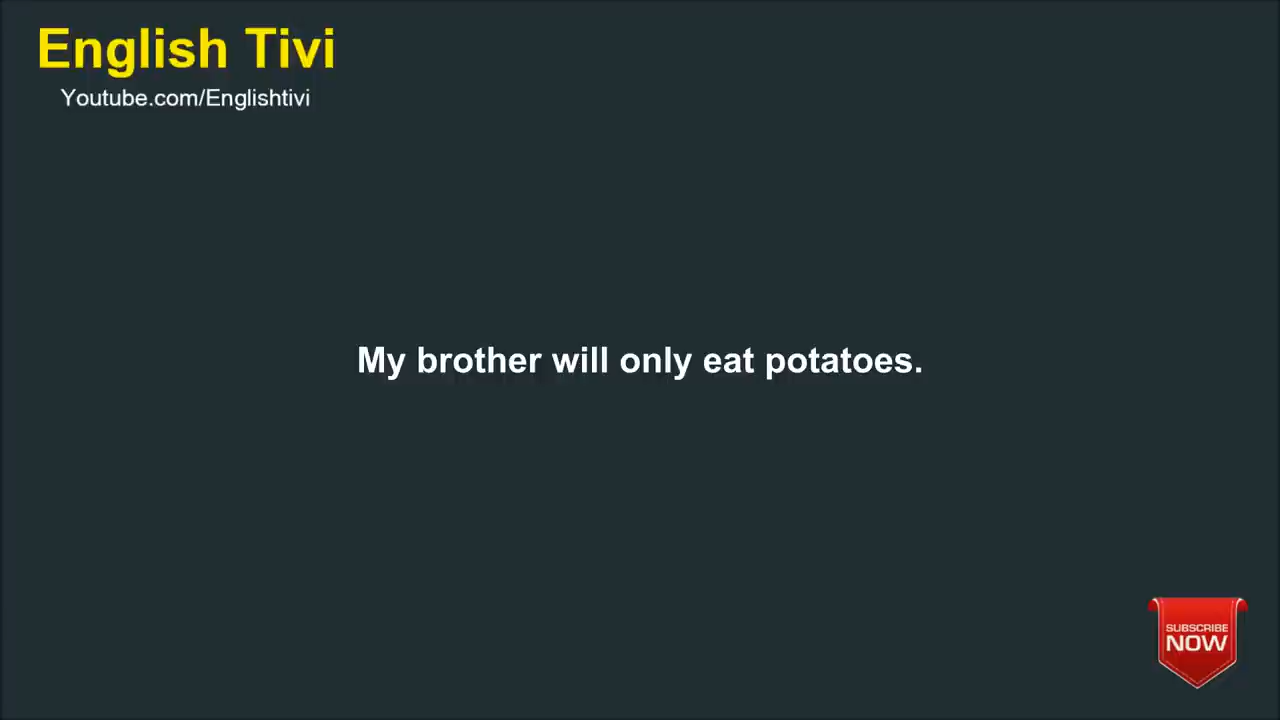 English Tivi
Youtube.com/Englishtivi
My brother will only eat potatoes.
SUBSCRIBE
NOW